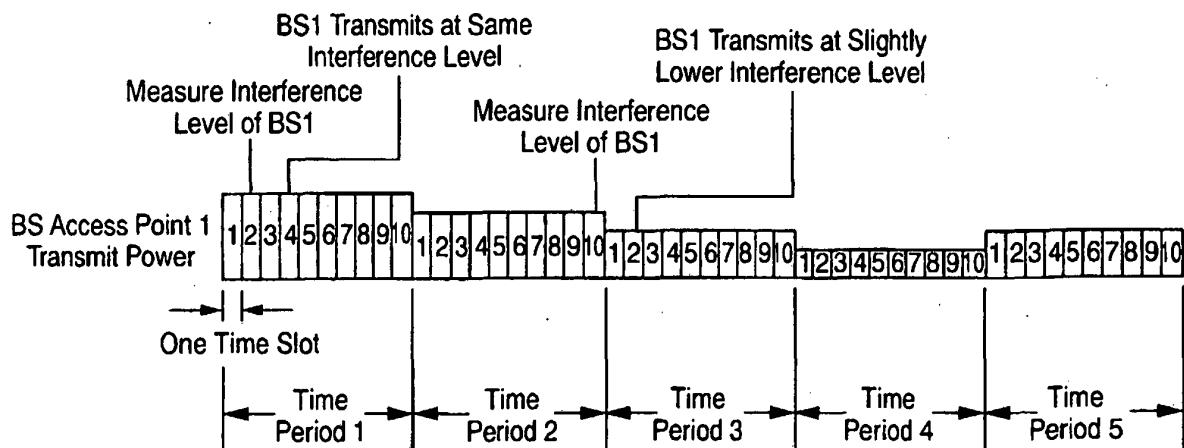 BS1 Transmits at Same
Interference Level
BS1 Transmits at Slightly
Lower Interference Level
Measure Interference
Level of BS1
Measure Interference
Level of BS1
BS Access Point 1
Transmit Power
1 2 3 4 5 6 7 8 9 10 1 2 3 4 5 6 7 8 9 10 1 2 3 4 5 6 7 8 9 10 1 2 3 4 5 6 7 8 9 10 1 2 3 4 5 6 7 8 9 10
One Time Slot
Time
Period 1
Time
Period 2
Time
Period 3
Time
Period 4
Time
Period 5